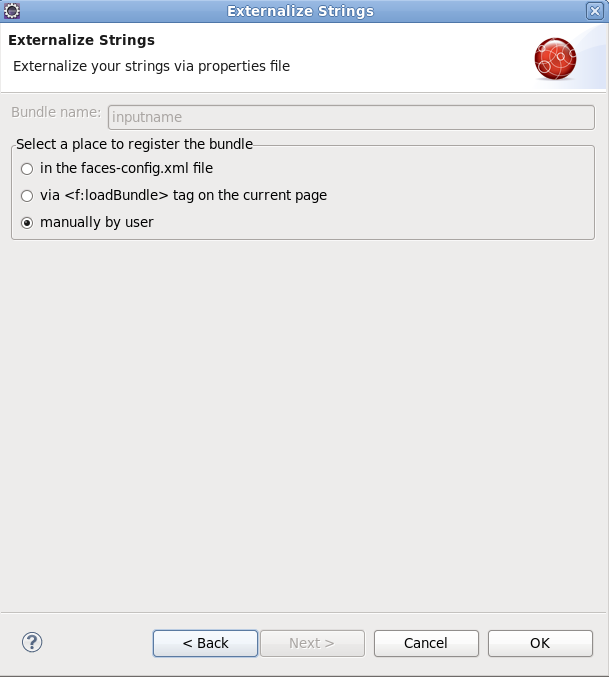 Externalize Strings
Externalize Strings
Externalize your strings via properties file
Bundle name: inputname
Select a place to register the bundle
in the faces-config.xml file
via <f:loadBundle> tag on the current page
manually by user
? < Back Next > Cancel OK